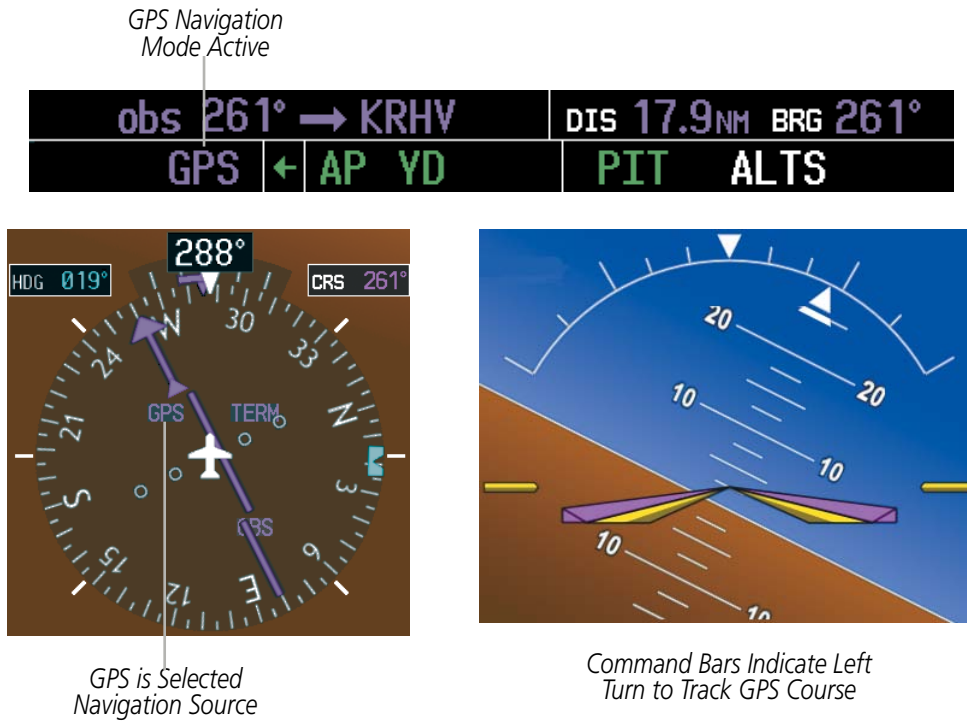 GPS Navigation
Mode Active
obs 261° → KRHV DIS 17.9NM BRG 261°
GPS ← AP YD PIT ALTS
288°
HDG 019° CRS 261°
W 30 33 N 3 6 E 12 15 S 21 24
GPS TERM
OBS
20 20
10 10
10 10
GPS is Selected
Navigation Source
Command Bars Indicate Left
Turn to Track GPS Course